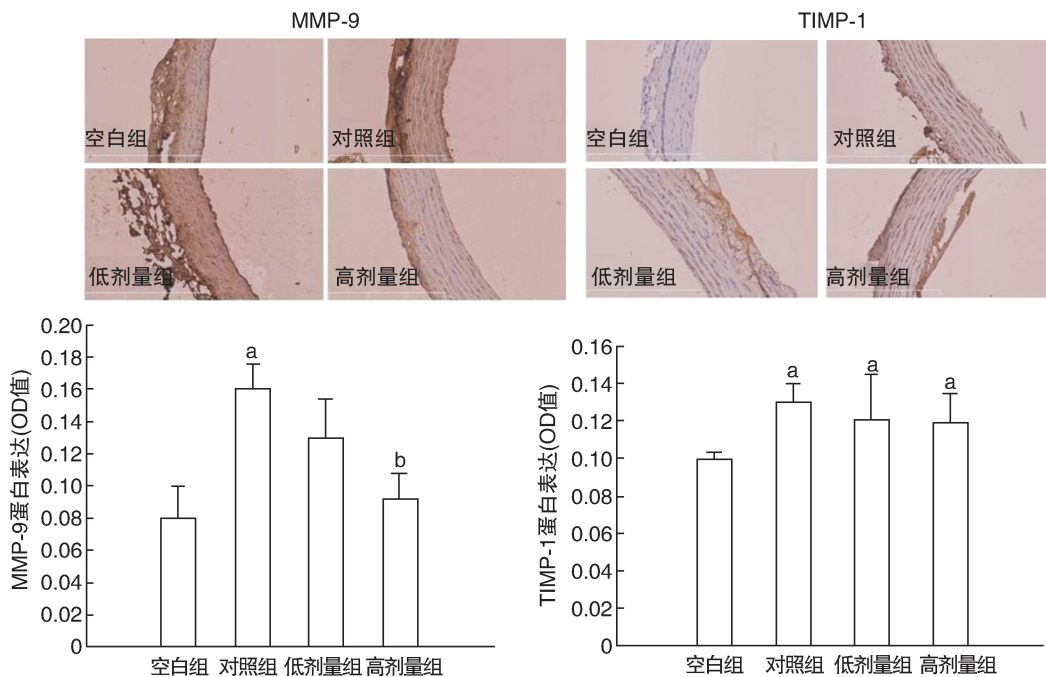 MMP-9
TIMP-1
空白组
对照组
空白组
对照组
低剂量组
高剂量组
低剂量组
高剂量组
MMP-9蛋白表达(OD值)
0.20
0.18
0.16
0.14
0.12
0.10
0.08
0.06
0.04
0.02
0
a
b
空白组 对照组 低剂量组 高剂量组
TIMP-1蛋白表达(OD值)
0.16
0.14
0.12
0.10
0.08
0.06
0.04
0.02
0
a
a
a
空白组 对照组 低剂量组 高剂量组